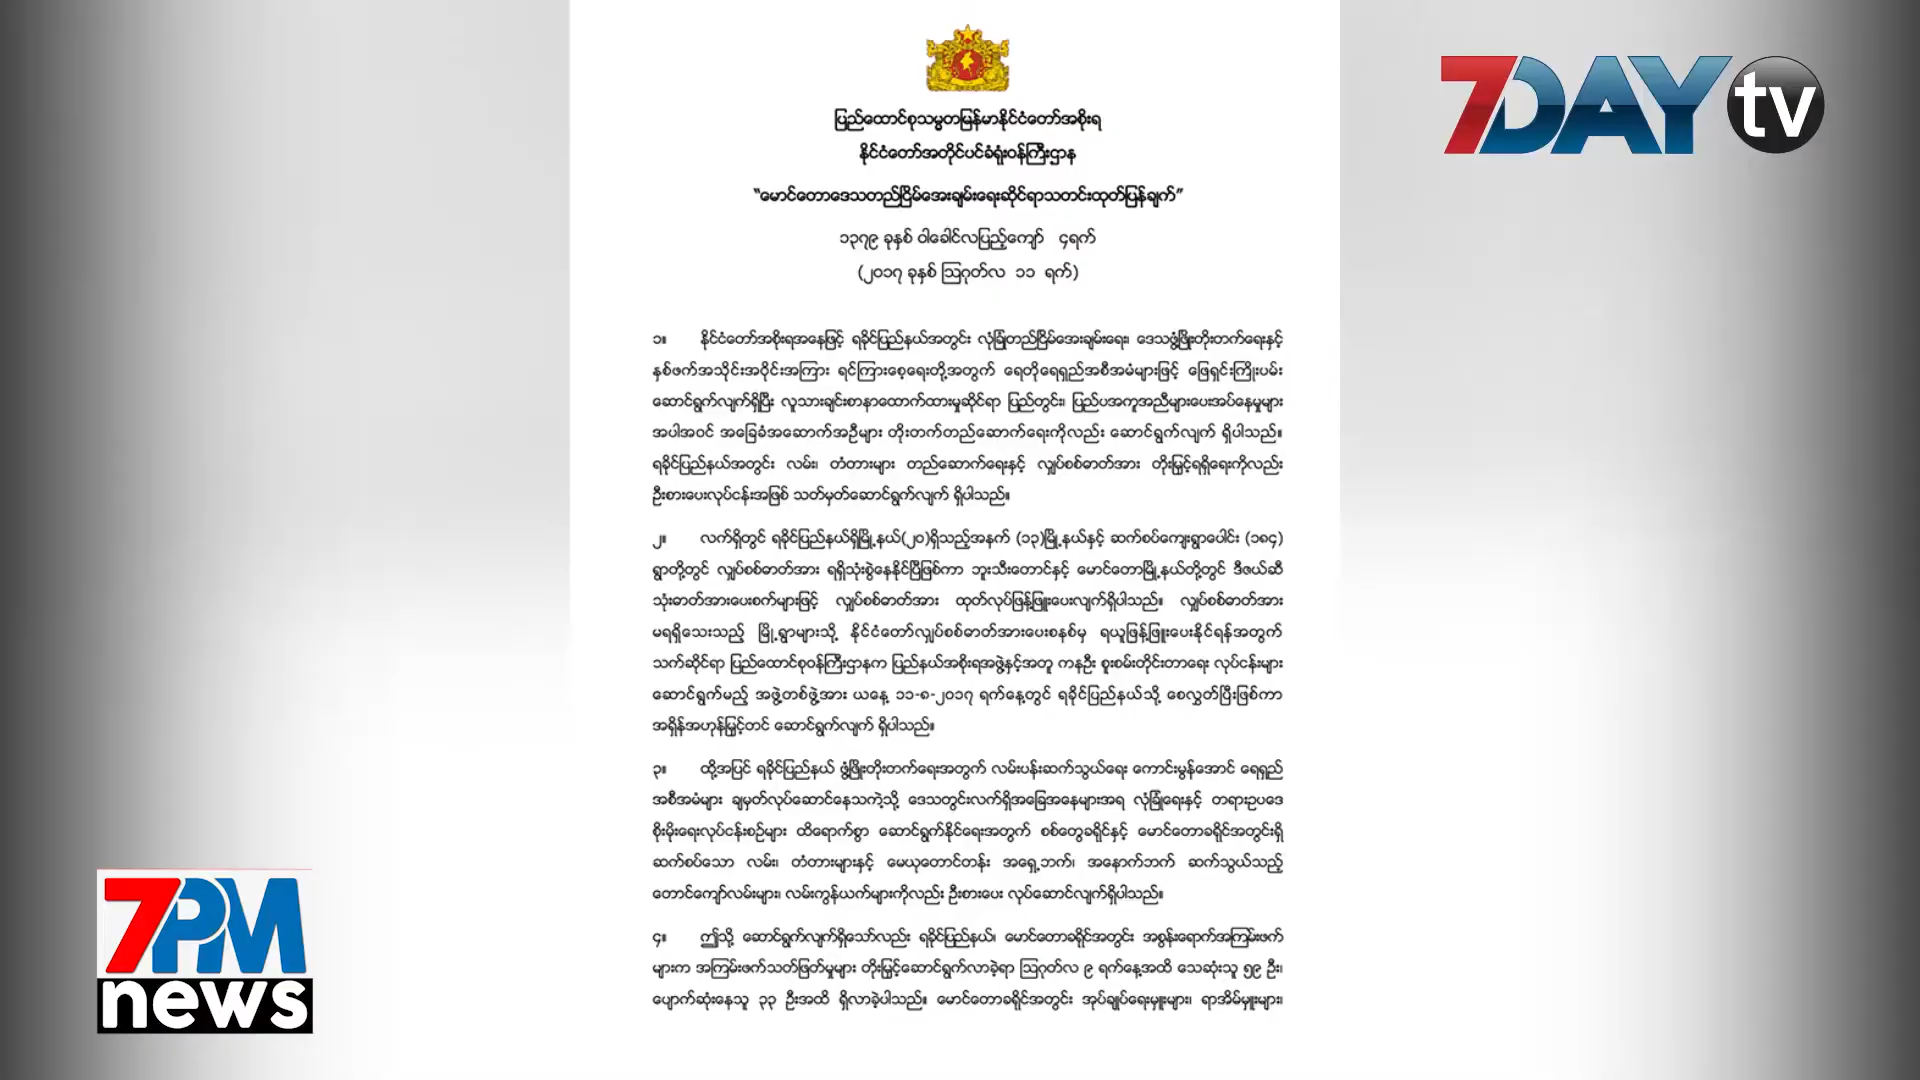 7DAY tv
ပြည်ထောင်စုသမ္မတမြန်မာနိုင်ငံတော်အစိုးရ
နိုင်ငံတော်အတိုင်ပင်ခံရုံးဝန်ကြီးဌာန
“မောင်တောဒေသတည်ငြိမ်အေးချမ်းရေးဆိုင်ရာသတင်းထုတ်ပြန်ချက်”
၁၃၇၉ ခုနှစ် ဝါခေါင်လပြည့်ကျော် ၄ရက်
(၂၀၁၇ ခုနှစ် ဩဂုတ်လ ၁၁ ရက်)
၁။ နိုင်ငံတော်အစိုးရအနေဖြင့် ရခိုင်ပြည်နယ်အတွင်း လုံခြုံတည်ငြိမ်အေးချမ်းရေး၊ ဒေသဖွံ့ဖြိုးတိုးတက်ရေးနှင့်
နှစ်ဖက်အသိုင်းအဝိုင်းအကြား ရင်ကြားစေ့ရေးတို့အတွက် ရေတိုရေရှည်အစီအမံများဖြင့် ဖြေရှင်းကြိုးပမ်း
ဆောင်ရွက်လျက်ရှိပြီး လူသားချင်းစာနာထောက်ထားမှုဆိုင်ရာ ပြည်တွင်း၊ ပြည်ပအကူအညီများပေးအပ်နေမှုများ
အပါအဝင် အခြေခံအဆောက်အဦများ တိုးတက်တည်ဆောက်ရေးကိုလည်း ဆောင်ရွက်လျက် ရှိပါသည်။
ရခိုင်ပြည်နယ်အတွင်း လမ်း၊ တံတားများ တည်ဆောက်ရေးနှင့် လျှပ်စစ်ဓာတ်အား တိုးမြှင့်ရရှိရေးကိုလည်း
ဦးစားပေးလုပ်ငန်းအဖြစ် သတ်မှတ်ဆောင်ရွက်လျက် ရှိပါသည်။
၂။ လက်ရှိတွင် ရခိုင်ပြည်နယ်ရှိမြို့နယ်(၂၀)ရှိသည့်အနက် (၁၃)မြို့နယ်နှင့် ဆက်စပ်ကျေးရွာပေါင်း (၁၈၄)
ရွာတို့တွင် လျှပ်စစ်ဓာတ်အား ရရှိသုံးစွဲနေနိုင်ပြီဖြစ်ကာ ဘူးသီးတောင်နှင့် မောင်တောမြို့နယ်တို့တွင် ဒီဇယ်ဆီ
သုံးဓာတ်အားပေးစက်များဖြင့် လျှပ်စစ်ဓာတ်အား ထုတ်လုပ်ဖြန့်ဖြူးပေးလျက်ရှိပါသည်။ လျှပ်စစ်ဓာတ်အား
မရရှိသေးသည့် မြို့ရွာများသို့ နိုင်ငံတော်လျှပ်စစ်ဓာတ်အားပေးစနစ်မှ ရယူဖြန့်ဖြူးပေးနိုင်ရန်အတွက်
သက်ဆိုင်ရာ ပြည်ထောင်စုဝန်ကြီးဌာနက ပြည်နယ်အစိုးရအဖွဲ့နှင့်အတူ ကနဦး စူးစမ်းတိုင်းတာရေး လုပ်ငန်းများ
ဆောင်ရွက်မည့် အဖွဲ့တစ်ဖွဲ့အား ယနေ့ ၁၁-၈-၂၀၁၇ ရက်နေ့တွင် ရခိုင်ပြည်နယ်သို့ စေလွှတ်ပြီးဖြစ်ကာ
အရှိန်အဟုန်မြှင့်တင် ဆောင်ရွက်လျက် ရှိပါသည်။
၃။ ထို့အပြင် ရခိုင်ပြည်နယ် ဖွံ့ဖြိုးတိုးတက်ရေးအတွက် လမ်းပန်းဆက်သွယ်ရေး ကောင်းမွန်အောင် ရေရှည်
အစီအမံများ ချမှတ်လုပ်ဆောင်နေသကဲ့သို့ ဒေသတွင်းလက်ရှိအခြေအနေများအရ လုံခြုံရေးနှင့် တရားဥပဒေ
စိုးမိုးရေးလုပ်ငန်းစဉ်များ ထိရောက်စွာ ဆောင်ရွက်နိုင်ရေးအတွက် စစ်တွေခရိုင်နှင့် မောင်တောခရိုင်အတွင်းရှိ
ဆက်စပ်သော လမ်း၊ တံတားများနှင့် မေယုတောင်တန်း အရှေ့ဘက်၊ အနောက်ဘက် ဆက်သွယ်သည့်
တောင်ကျော်လမ်းများ၊ လမ်းကွန်ယက်များကိုလည်း ဦးစားပေး လုပ်ဆောင်လျက်ရှိပါသည်။
၄။ ဤသို့ ဆောင်ရွက်လျက်ရှိသော်လည်း ရခိုင်ပြည်နယ်၊ မောင်တောခရိုင်အတွင်း အစွန်းရောက်အကြမ်းဖက်
များက အကြမ်းဖက်သတ်ဖြတ်မှုများ တိုးမြှင့်ဆောင်ရွက်လာခဲ့ရာ ဩဂုတ်လ ၉ ရက်နေ့အထိ သေဆုံးသူ ၅၉ ဦး၊
ပျောက်ဆုံးနေသူ ၃၃ ဦးအထိ ရှိလာခဲ့ပါသည်။ မောင်တောခရိုင်အတွင်း အုပ်ချုပ်ရေးမှူးများ၊ ရာအိမ်မှူးများ၊
7PM
news